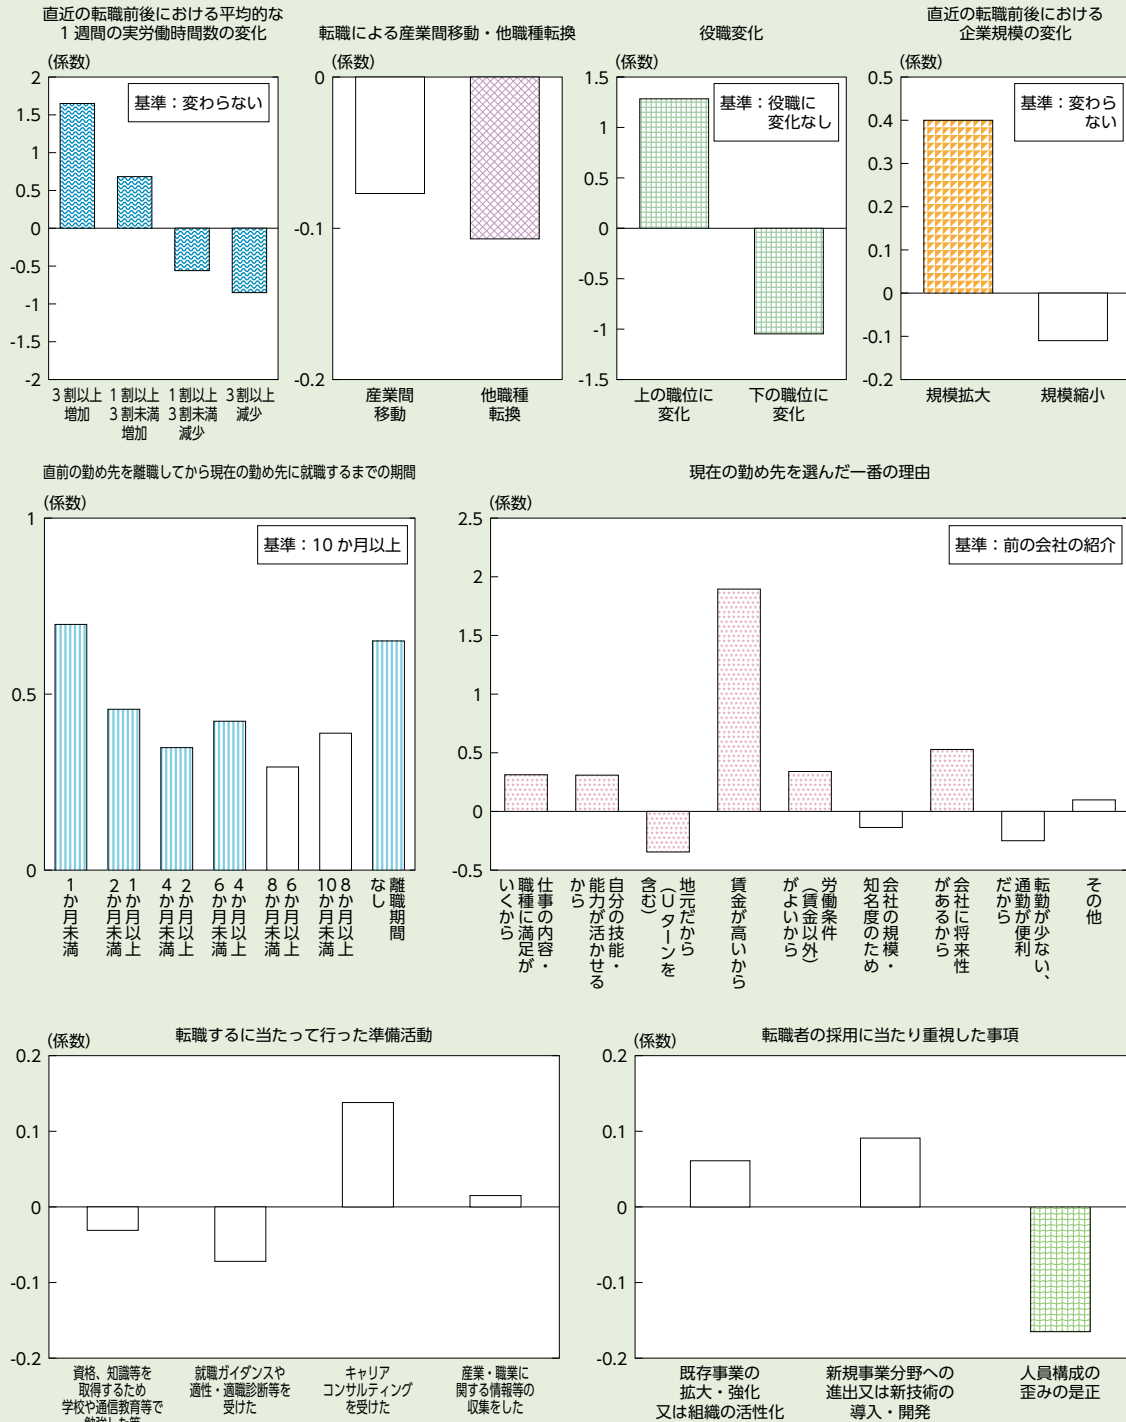 直近の転職前後における平均的な
1週間の実労働時間数の変化
(係数)
2
1.5
1
0.5
0
-0.5
-1
-1.5
-2
基準：変わらない
3割以上
増加
1割以上
3割未満
増加
1割以上
3割未満
減少
3割以上
減少
転職による産業間移動・他職種転換
(係数)
0
-0.1
-0.2
産業間
移動
他職種
転換
役職変化
(係数)
1.5
1
0.5
0
-0.5
-1
-1.5
基準：役職に
変化なし
上の職位に
変化
下の職位に
変化
直近の転職前後における
企業規模の変化
(係数)
0.5
0.4
0.3
0.2
0.1
0
-0.1
-0.2
基準：変わら
ない
規模拡大
規模縮小
直前の勤め先を離職してから現在の勤め先に就職するまでの期間
(係数)
1
0.5
0
基準：10か月以上
1か月未満
1か月以上
2か月未満
2か月以上
4か月未満
4か月以上
6か月未満
6か月以上
8か月未満
8か月以上
10か月未満
離職期間
なし
現在の勤め先を選んだ一番の理由
(係数)
2.5
2
1.5
1
0.5
0
-0.5
基準：前の会社の紹介
仕事の内容・
職種に満足が
いくから
自分の技能・
能力が活かせる
から
地元だから
（Uターンを
含む）
賃金が高いから
労働条件
（賃金以外）
がよいから
会社の規模・
知名度のため
会社に将来性
があるから
転勤が少ない、
通勤が便利
だから
その他
転職するに当たって行った準備活動
(係数)
0.2
0.1
0
-0.1
-0.2
資格、知識等を
取得するため
学校や通信教育等で
勉強した等
就職ガイダンスや
適性・適職診断等を
受けた
キャリア
コンサルティング
を受けた
産業・職業に
関する情報等の
収集をした
転職者の採用に当たり重視した事項
(係数)
0.2
0.1
0
-0.1
-0.2
既存事業の
拡大・強化
又は組織の活性化
新規事業分野への
進出又は新技術の
導入・開発
人員構成の
歪みの是正